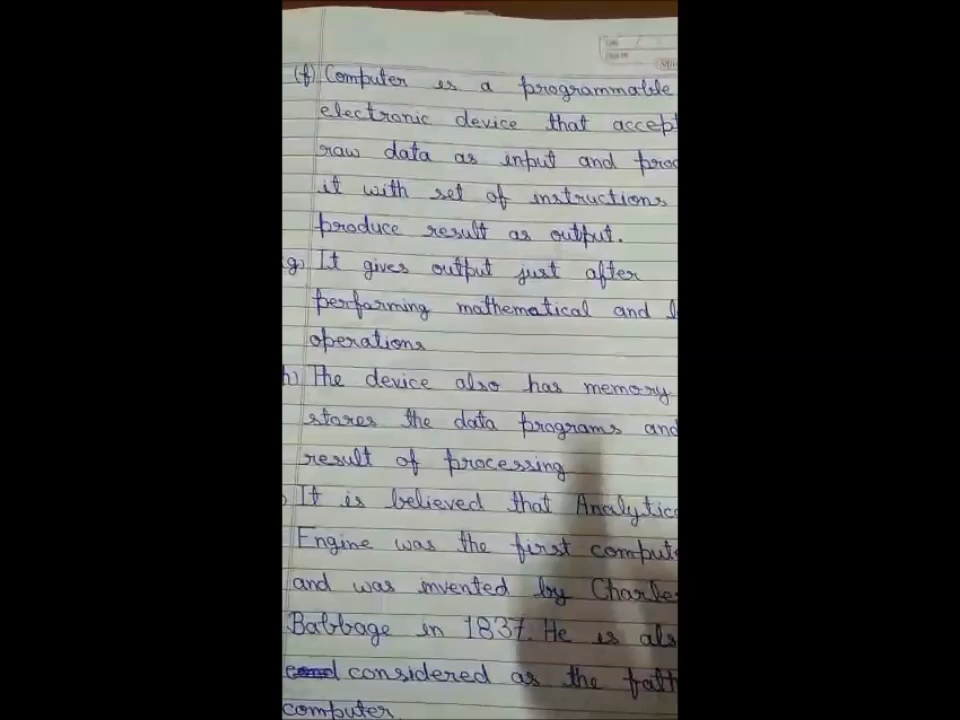 (f) Computer is a programmable
electronic device that accep
raw data as input and proc
it with set of instructions
produce result as output.
g) It gives output just after
performing mathematical and l
operations
h) The device also has memory
stores the data programs and
result of processing
It is believed that Analytic
Engine was the first comput
and was invented by Charle
Babbage in 1837. He is als
considered as the fath
computer